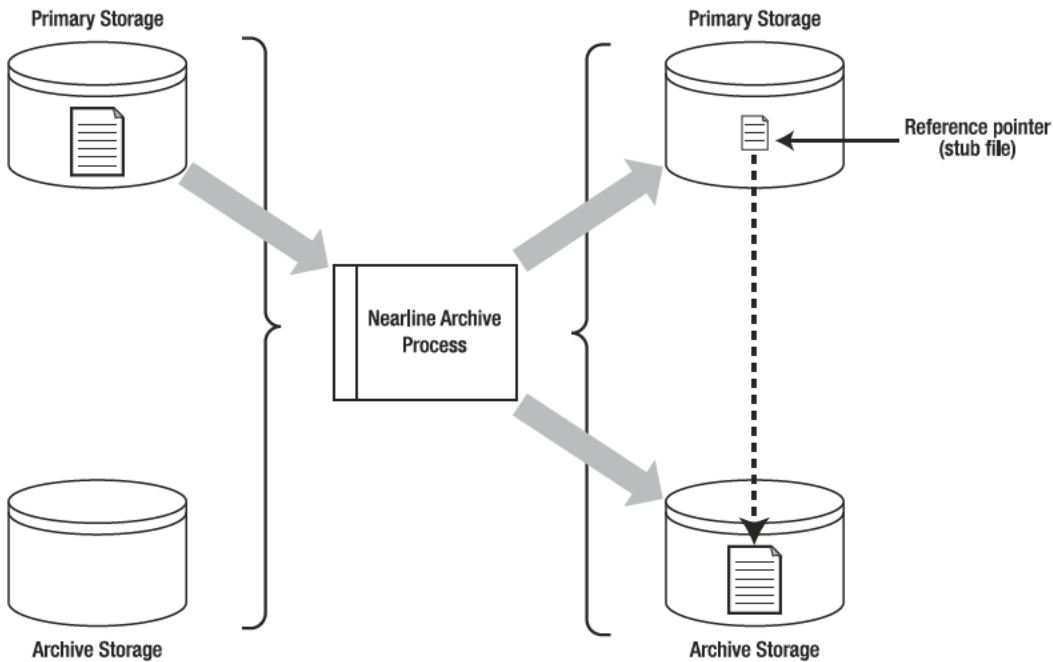 Primary Storage
Primary Storage
Reference pointer
(stub file)
Nearline Archive
Process
Archive Storage
Archive Storage